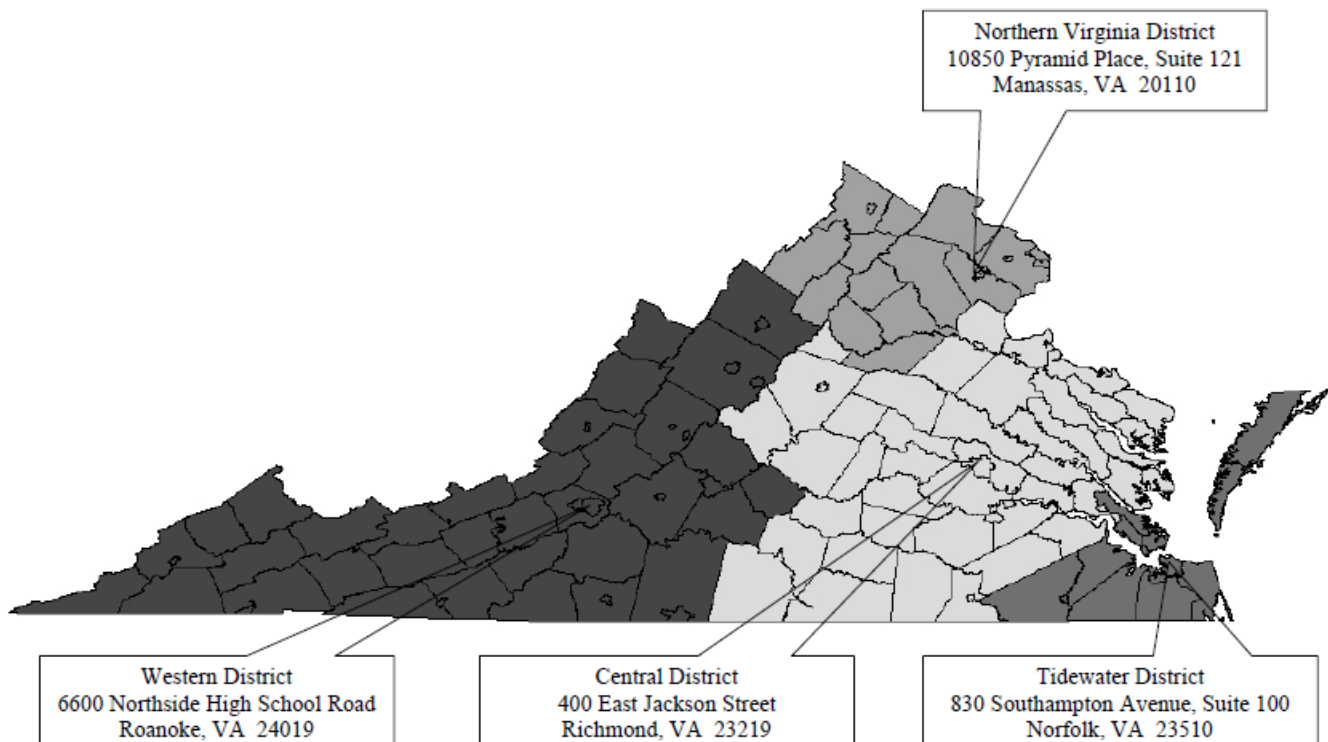 Northern Virginia District
10850 Pyramid Place, Suite 121
Manassas, VA  20110
Western District
6600 Northside High School Road
Roanoke, VA  24019
Central District
400 East Jackson Street
Richmond, VA  23219
Tidewater District
830 Southampton Avenue, Suite 100
Norfolk, VA  23510